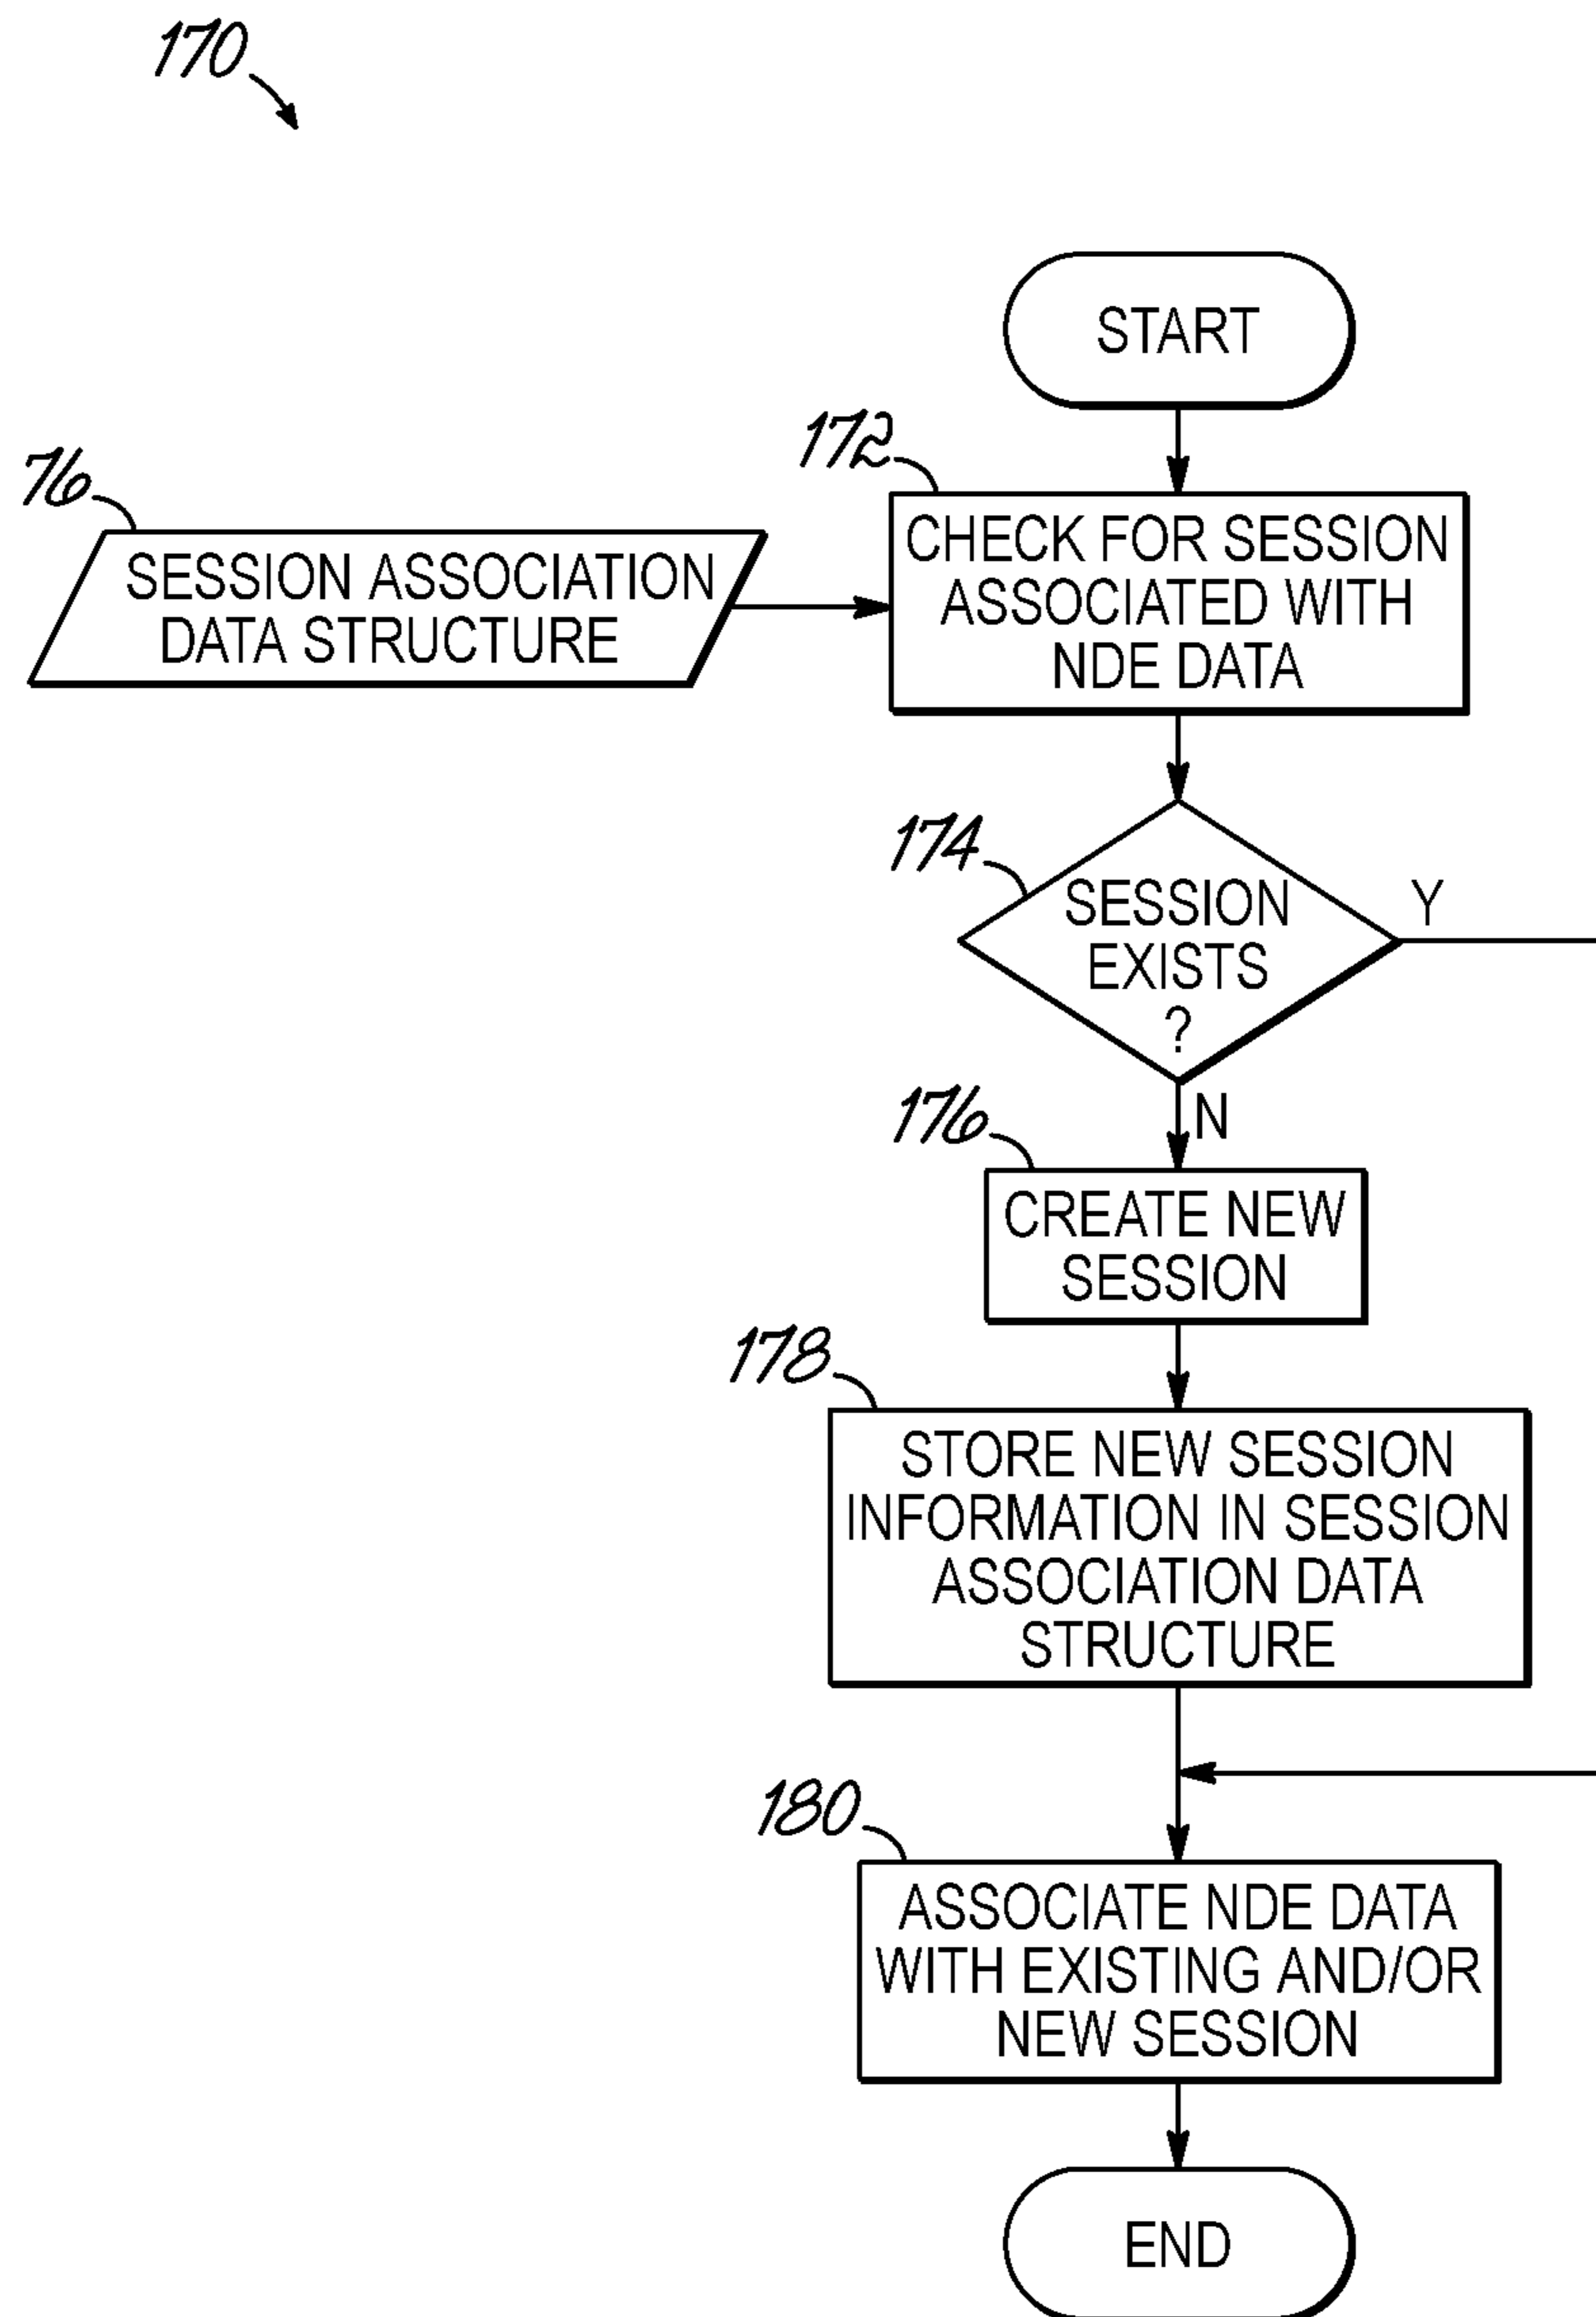 170
START
172
76
CHECK FOR SESSION
ASSOCIATED WITH
NDE DATA
SESSION ASSOCIATION
DATA STRUCTURE
174
SESSION
EXISTS
?
Y
N
176
CREATE NEW
SESSION
178
STORE NEW SESSION
INFORMATION IN SESSION
ASSOCIATION DATA
STRUCTURE
180
ASSOCIATE NDE DATA
WITH EXISTING AND/OR
NEW SESSION
END